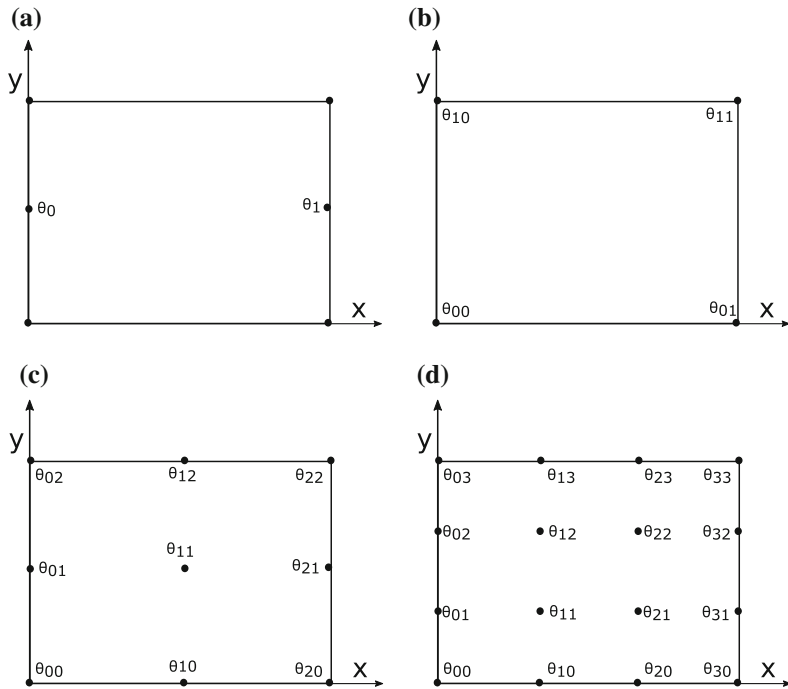 (a) (b)
y y
θ10 θ11
θ0 θ1
θ00 θ01
x x
(c) (d)
y y
θ02 θ12 θ22 θ03 θ13 θ23 θ33
θ02 θ12 θ22 θ32
θ01 θ11 θ21
θ01 θ11 θ21 θ31
θ00 θ10 θ20 x θ00 θ10 θ20 θ30 x